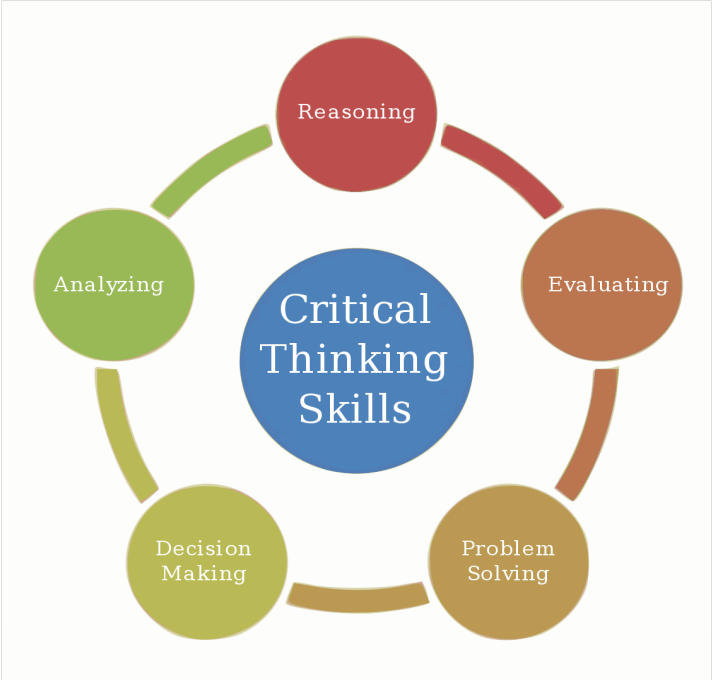 Reasoning
Analyzing
Evaluating
Critical
Thinking
Skills
Decision
Making
Problem
Solving